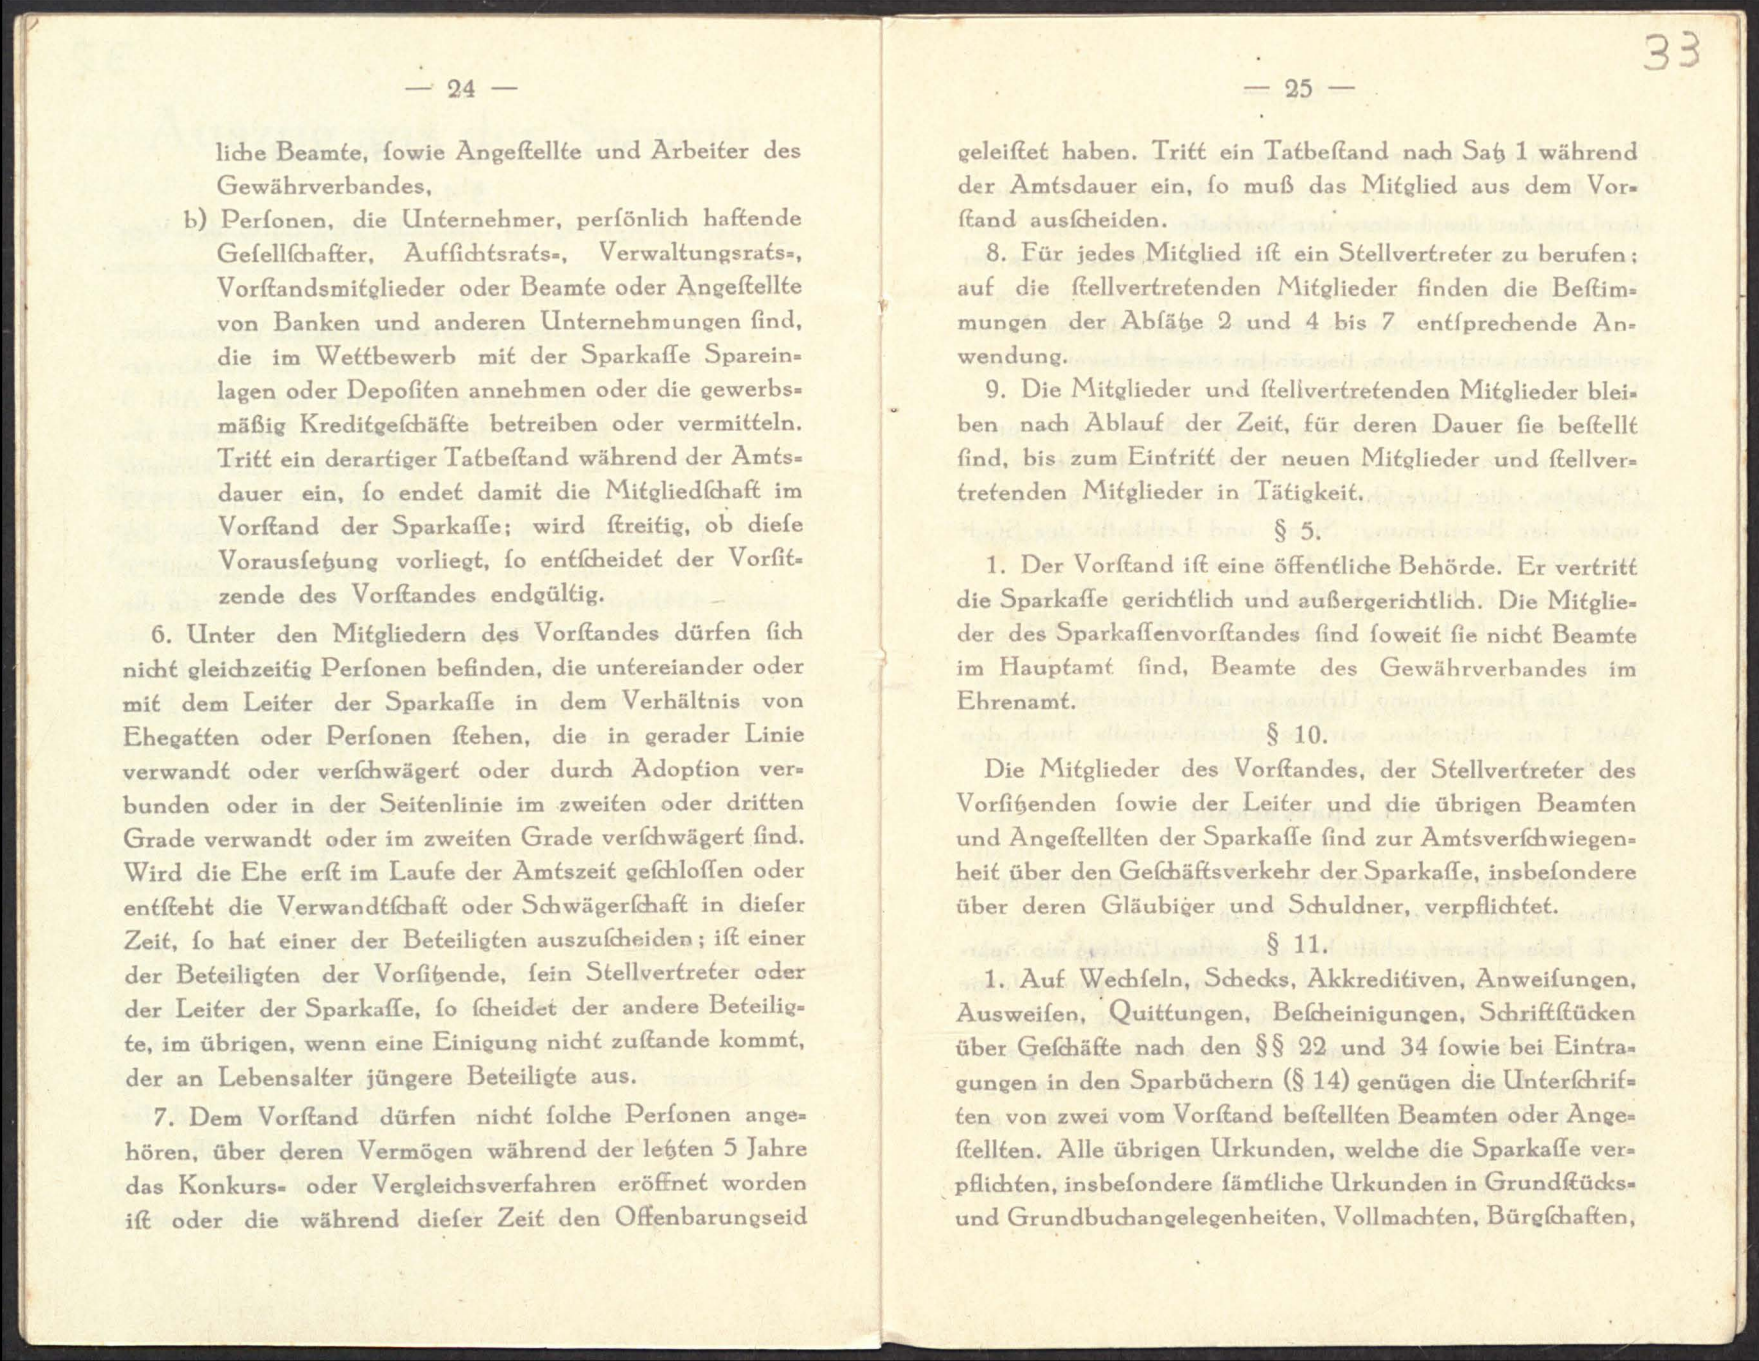 — 24 —
liche Beamte, ſowie Angeſtellte und Arbeiter des
Gewährverbandes,
b) Perſonen, die Unternehmer, perſönlich haftende
Geſellſchafter, Aufſichtsrats-, Verwaltungsrats-,
Vorſtandsmitglieder oder Beamte oder Angeſtellte
von Banken und anderen Unternehmungen ſind,
die im Wettbewerb mit der Sparkaſſe Sparein-
lagen oder Depoſiten annehmen oder die gewerbs-
mäßig Kreditgeſchäfte betreiben oder vermitteln.
Tritt ein derartiger Tatbeſtand während der Amts-
dauer ein, ſo endet damit die Mitgliedſchaft im
Vorſtand der Sparkaſſe; wird ſtreitig, ob dieſe
Vorausſetzung vorliegt, ſo entſcheidet der Vorſit-
zende des Vorſtandes endgültig.
6. Unter den Mitgliedern des Vorſtandes dürfen ſich
nicht gleichzeitig Perſonen befinden, die untereiander oder
mit dem Leiter der Sparkaſſe in dem Verhältnis von
Ehegatten oder Perſonen ſtehen, die in gerader Linie
verwandt oder verſchwägert oder durch Adoption ver-
bunden oder in der Seitenlinie im zweiten oder dritten
Grade verwandt oder im zweiten Grade verſchwägert ſind.
Wird die Ehe erſt im Laufe der Amtszeit geſchloſſen oder
entſteht die Verwandtſchaft oder Schwägerſchaft in dieſer
Zeit, ſo hat einer der Beteiligten auszuſcheiden; iſt einer
der Beteiligten der Vorſitzende, ſein Stellvertreter oder
der Leiter der Sparkaſſe, ſo ſcheidet der andere Beteilig-
te, im übrigen, wenn eine Einigung nicht zuſtande kommt,
der an Lebensalter jüngere Beteiligte aus.
7. Dem Vorſtand dürfen nicht ſolche Perſonen ange-
hören, über deren Vermögen während der letzten 5 Jahre
das Konkurs- oder Vergleichsverfahren eröffnet worden
iſt oder die während dieſer Zeit den Offenbarungseid
33
— 25 —
geleiſtet haben. Tritt ein Tatbeſtand nach Satz 1 während
der Amtsdauer ein, ſo muß das Mitglied aus dem Vor-
ſtand ausſcheiden.
8. Für jedes Mitglied iſt ein Stellvertreter zu berufen;
auf die ſtellvertretenden Mitglieder finden die Beſtim-
mungen der Abſätze 2 und 4 bis 7 entſprechende An-
wendung.
9. Die Mitglieder und ſtellvertretenden Mitglieder blei-
ben nach Ablauf der Zeit, für deren Dauer ſie beſtellt
ſind, bis zum Eintritt der neuen Mitglieder und ſtellver-
tretenden Mitglieder in Tätigkeit.
§ 5.
1. Der Vorſtand iſt eine öffentliche Behörde. Er vertritt
die Sparkaſſe gerichtlich und außergerichtlich. Die Mitglie-
der des Sparkaſſenvorſtandes ſind ſoweit ſie nicht Beamte
im Hauptamt ſind, Beamte des Gewährverbandes im
Ehrenamt.
§ 10.
Die Mitglieder des Vorſtandes, der Stellvertreter des
Vorſitzenden ſowie der Leiter und die übrigen Beamten
und Angeſtellten der Sparkaſſe ſind zur Amtsverſchwiegen-
heit über den Geſchäftsverkehr der Sparkaſſe, insbeſondere
über deren Gläubiger und Schuldner, verpflichtet.
§ 11.
1. Auf Wechſeln, Schecks, Akkreditiven, Anweiſungen,
Ausweiſen, Quittungen, Beſcheinigungen, Schriftſtücken
über Geſchäfte nach den §§ 22 und 34 ſowie bei Eintra-
gungen in den Sparbüchern (§ 14) genügen die Unterſchrif-
ten von zwei vom Vorſtand beſtellten Beamten oder Ange-
ſtellten. Alle übrigen Urkunden, welche die Sparkaſſe ver-
pflichten, insbeſondere ſämtliche Urkunden in Grundſtücks-
und Grundbuchangelegenheiten, Vollmachten, Bürgſchaften,